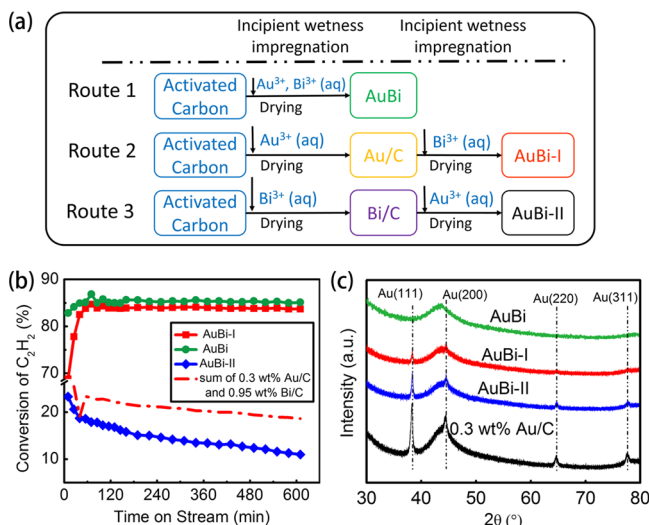 (a)
Incipient wetness
impregnation
Incipient wetness
impregnation
Route 1
Activated
Carbon
Au³⁺, Bi³⁺ (aq)
Drying
AuBi
Route 2
Activated
Carbon
Au³⁺ (aq)
Drying
Au/C
Bi³⁺ (aq)
Drying
AuBi-I
Route 3
Activated
Carbon
Bi³⁺ (aq)
Drying
Bi/C
Au³⁺ (aq)
Drying
AuBi-II
(b)
Conversion of C₂H₂ (%)
90
80
70
20
10
AuBi-I
AuBi
AuBi-II
sum of 0.3 wt% Au/C
and 0.95 wt% Bi/C
0 120 240 360 480 600
Time on Stream (min)
(c)
Intensity (a.u.)
Au(111)
Au(200)
Au(220)
Au(311)
AuBi
AuBi-I
AuBi-II
0.3 wt% Au/C
30 40 50 60 70 80
2θ (°)